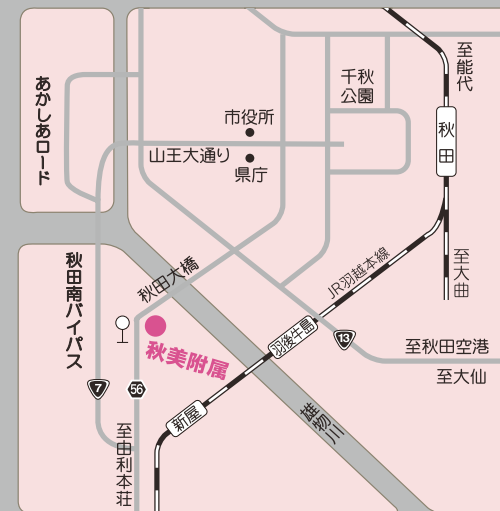 至能代
千秋
公園
あかしあロード
市役所
秋田
山王大通り
県庁
JR羽越本線
至大曲
秋田大橋
秋田南バイパス
秋美附属
羽後牛島
13
至秋田空港
至大仙
7
56
新屋
雄物川
至由利本荘